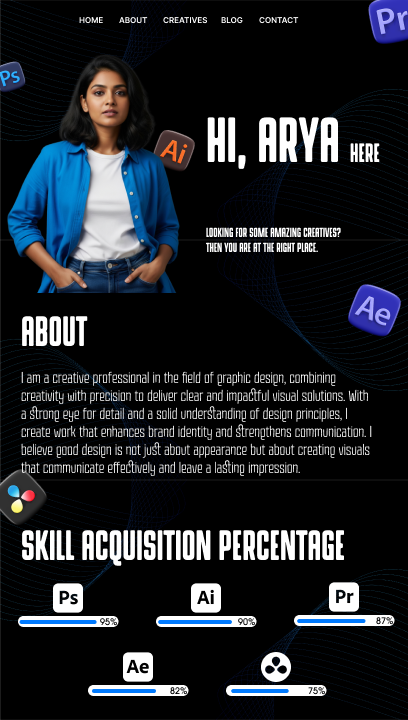 HOME ABOUT CREATIVES BLOG CONTACT
Pr
Ps
Ai
HI, ARYA HERE
LOOKING FOR SOME AMAZING CREATIVES?
THEN YOU ARE AT THE RIGHT PLACE.
Ae
ABOUT
I am a creative professional in the field of graphic design, combining
creativity with precision to deliver clear and impactful visual solutions. With
a strong eye for detail and a solid understanding of design principles, I
create work that enhances brand identity and strengthens communication. I
believe good design is not just about appearance but about creating visuals
that communicate effectively and leave a lasting impression.
SKILL ACQUISITION PERCENTAGE
Ps Ai Pr
95% 90% 87%
Ae
82% 75%